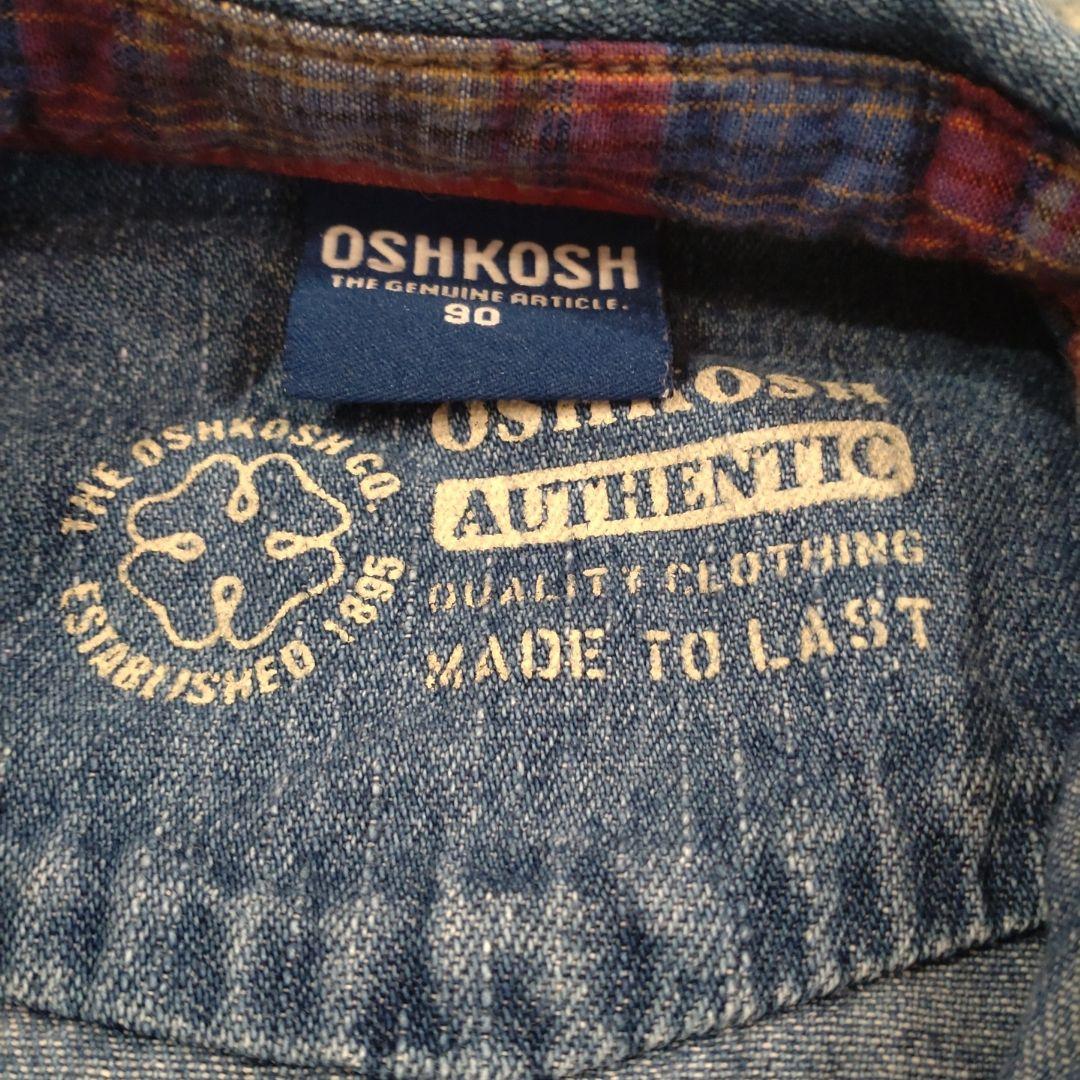 OSHKOSH
THE GENUINE ARTICLE.
90
THE OSHKOSH CO.
ESTABLISHED 1895
OSHKOSH
AUTHENTIC
QUALITY CLOTHING
MADE TO LAST